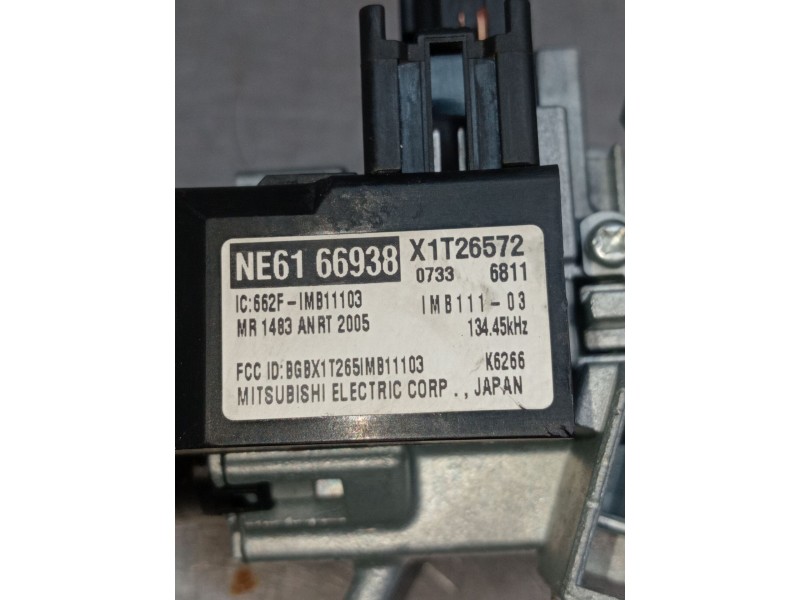 NE61 66938 X1T26572
0733 6811
IC:662F-IMB11103 IMB111-03
MR 1483 ANRT 2005 134.45kHz
FCC ID:BGBX1T265IMB11103 K6266
MITSUBISHI ELECTRIC CORP., JAPAN